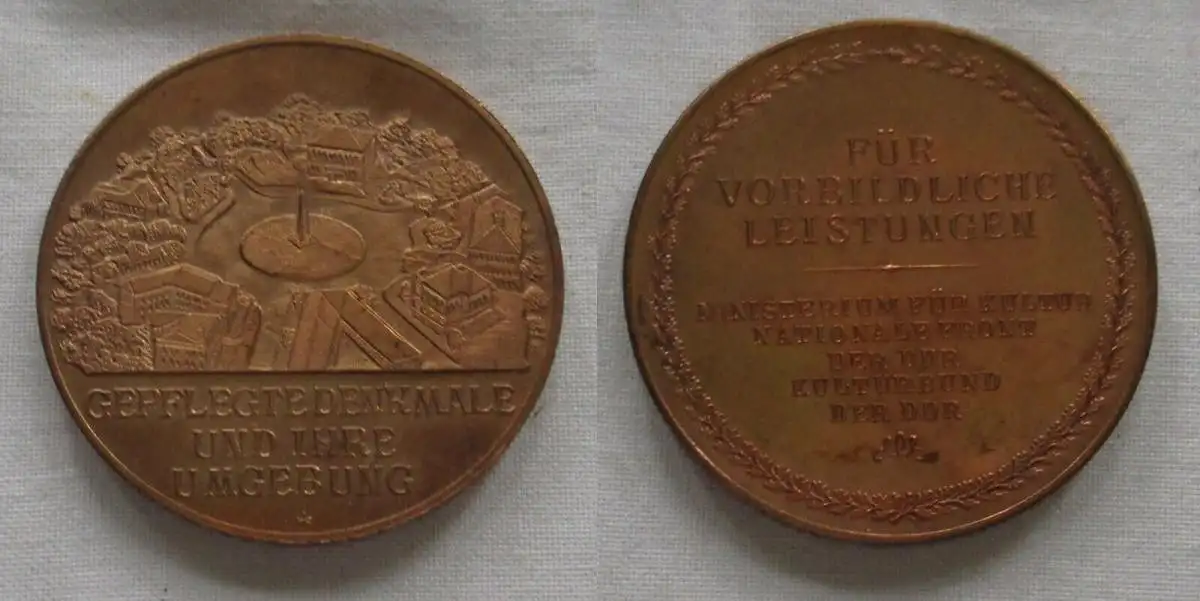 GEPFLEGTE DENKMALE
UND IHRE
UMGEBUNG
FÜR
VORBILDLICHE
LEISTUNGEN
MINISTERIUM FÜR KULTUR
NATIONALE FRONT
DER DDR
KULTURBUND
DER DDR